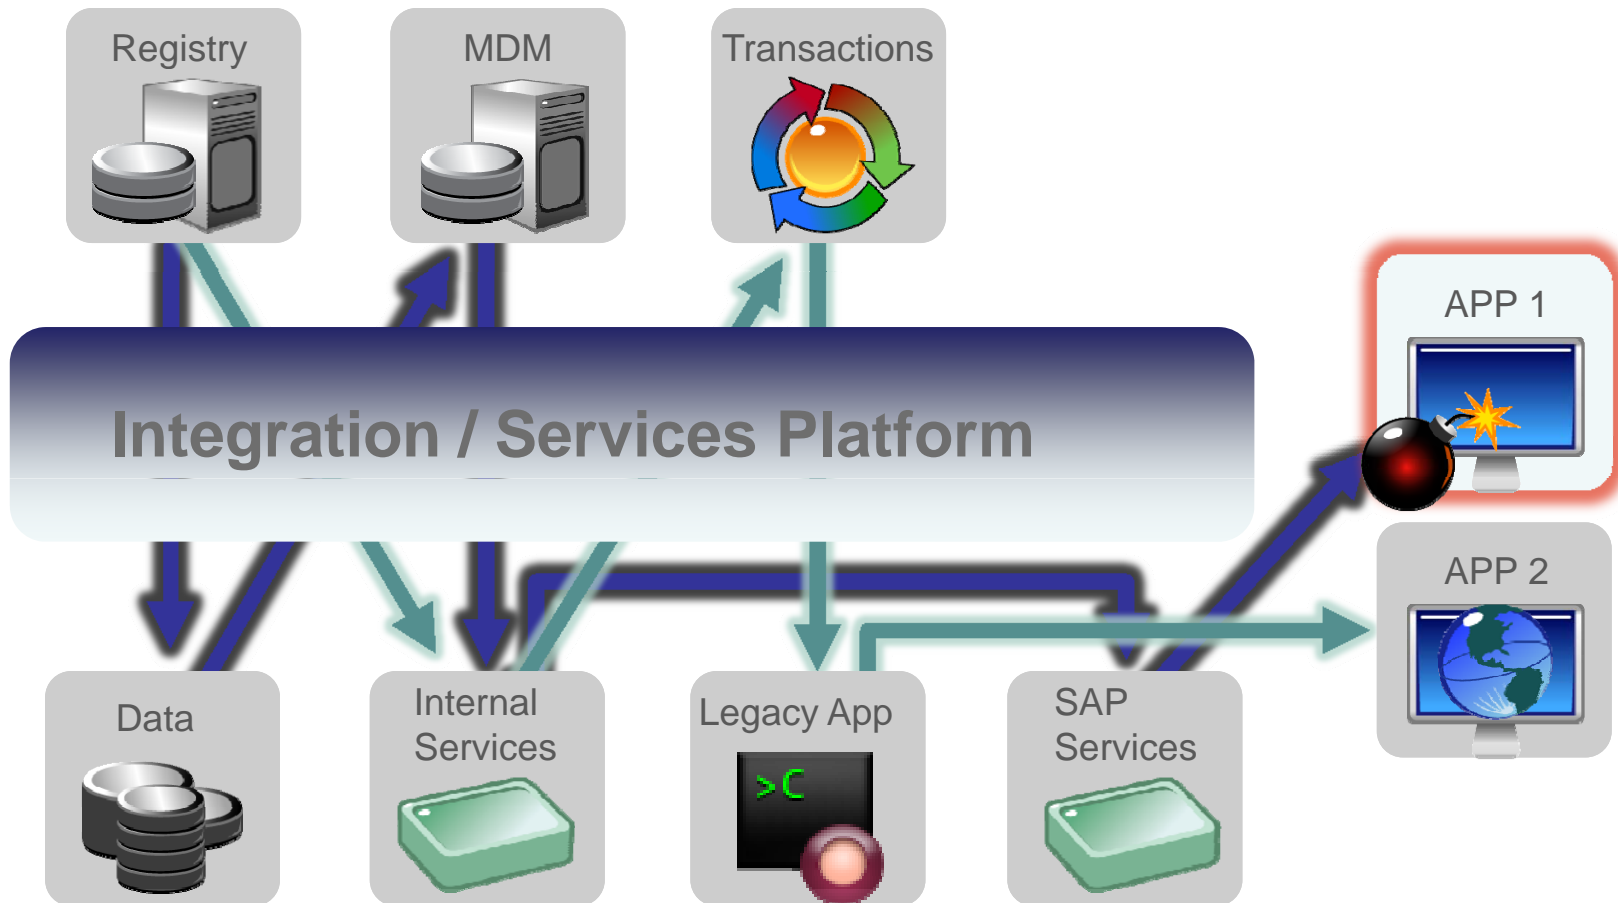 Registry
MDM
Transactions
APP 1
Integration / Services Platform
APP 2
Data
Internal
Services
Legacy App
>C
SAP
Services